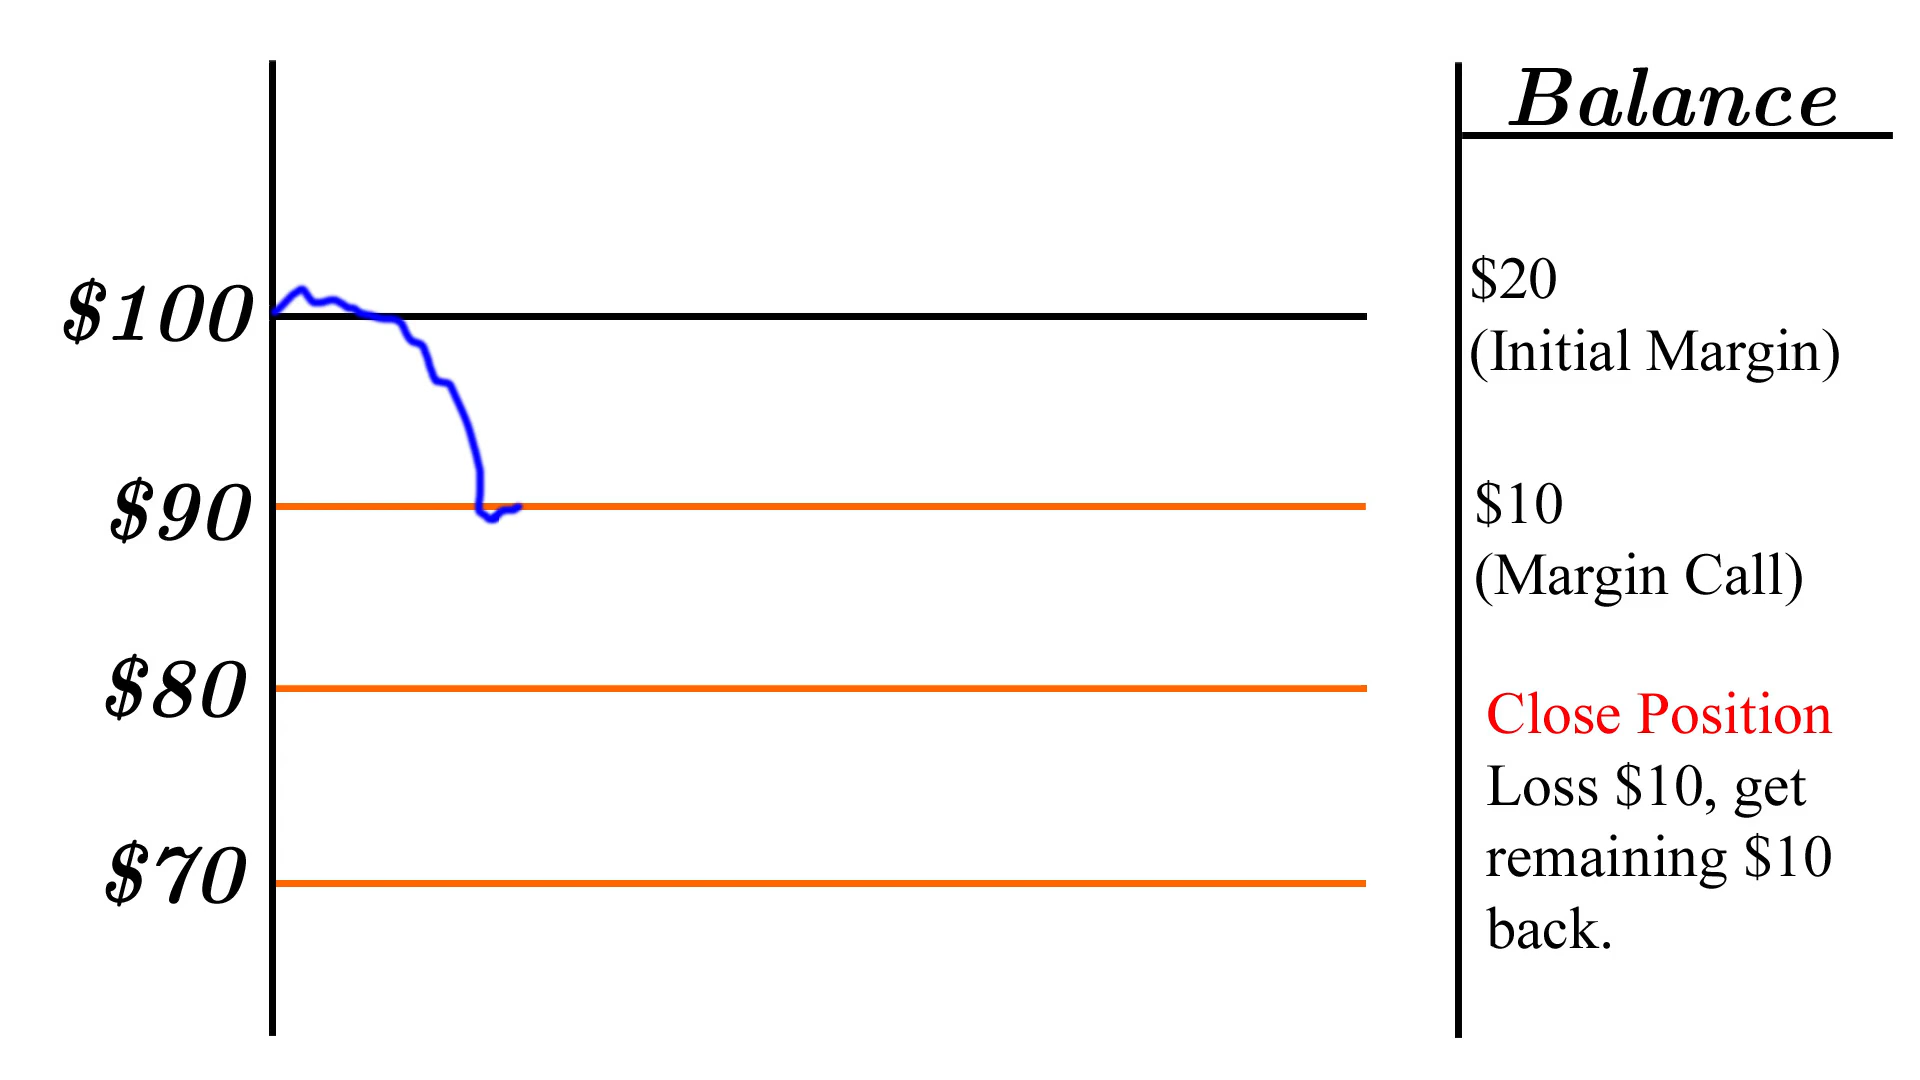 Balance
$100
$90
$80
$70
$20
(Initial Margin)
$10
(Margin Call)
Close Position
Loss $10, get
remaining $10
back.